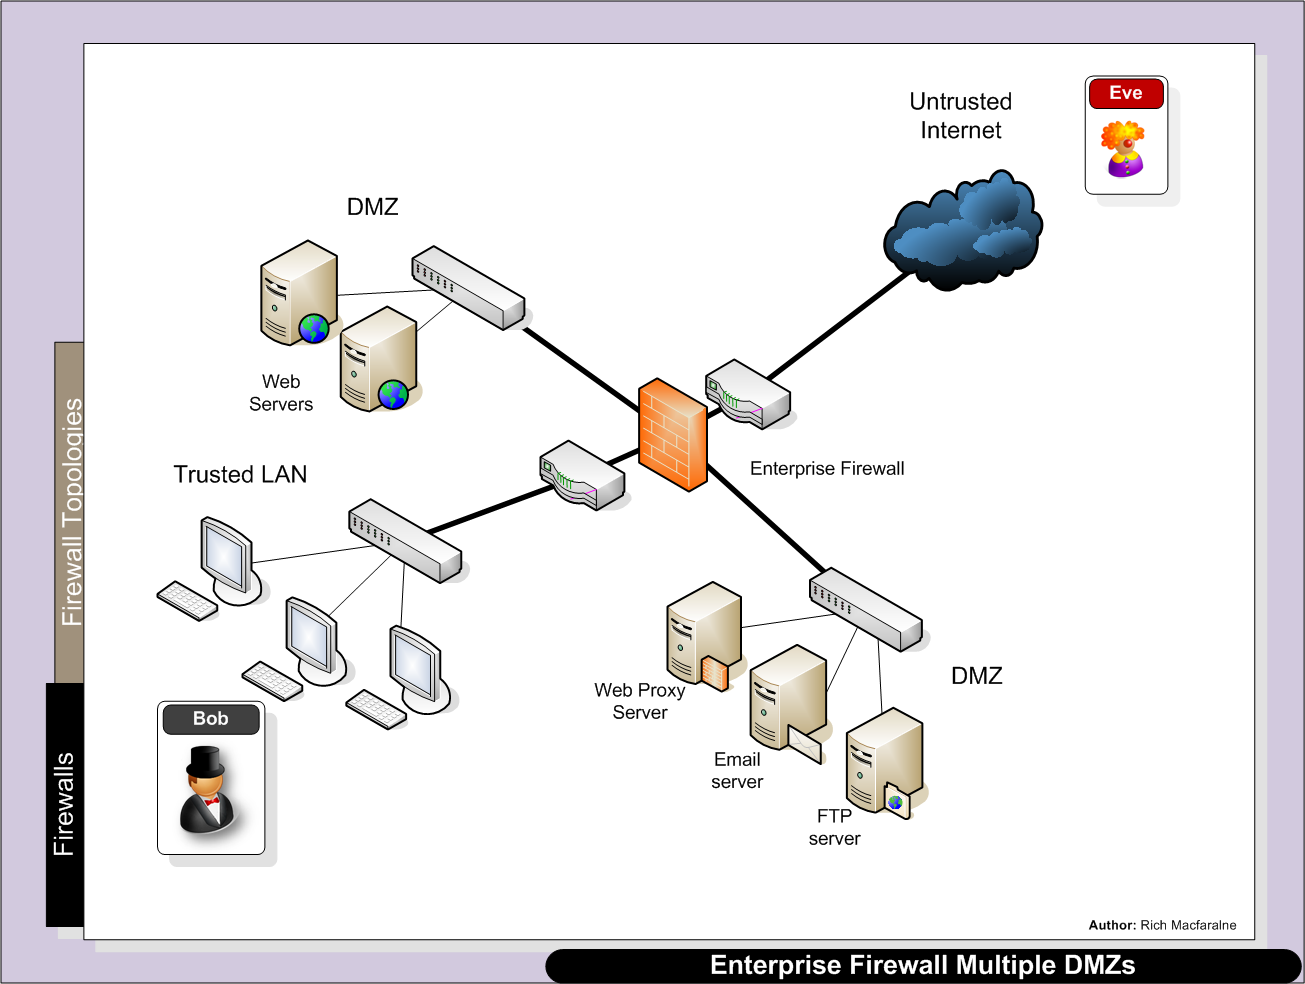 Untrusted
Internet
Eve
DMZ
Web
Servers
Enterprise Firewall
Trusted LAN
Web Proxy
Server
DMZ
Email
server
FTP
server
Bob
Firewall Topologies
Firewalls
Author: Rich Macfaralne
Enterprise Firewall Multiple DMZs